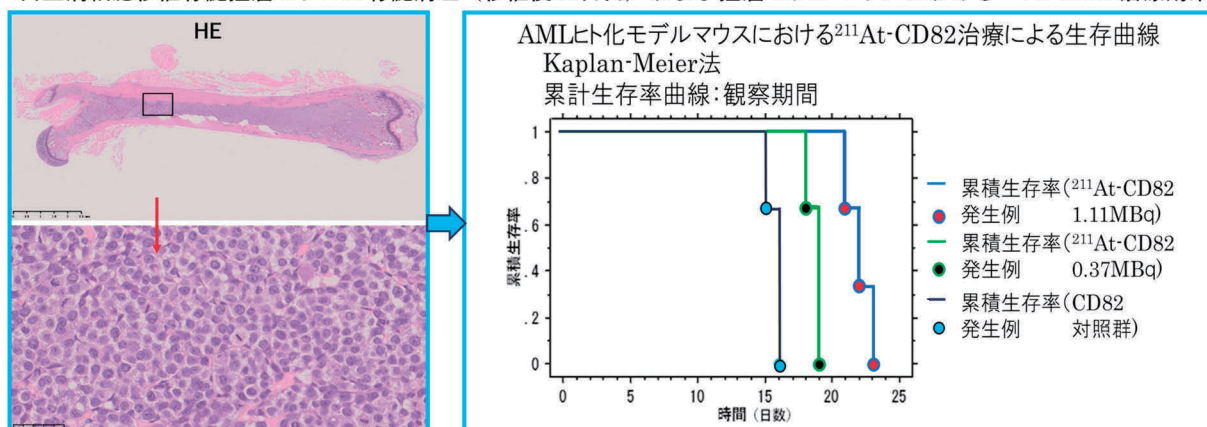 HE
AMLヒト化モデルマウスにおける²¹¹At-CD82治療による生存曲線
Kaplan-Meier法
累計生存率曲線：観察期間
累積生存率
1
.8
.6
.4
.2
0
0 5 10 15 20 25
時間（日数）
累積生存率(²¹¹At-CD82
発生例 1.11MBq)
累積生存率(²¹¹At-CD82
発生例 0.37MBq)
累積生存率(CD82
発生例 対照群)